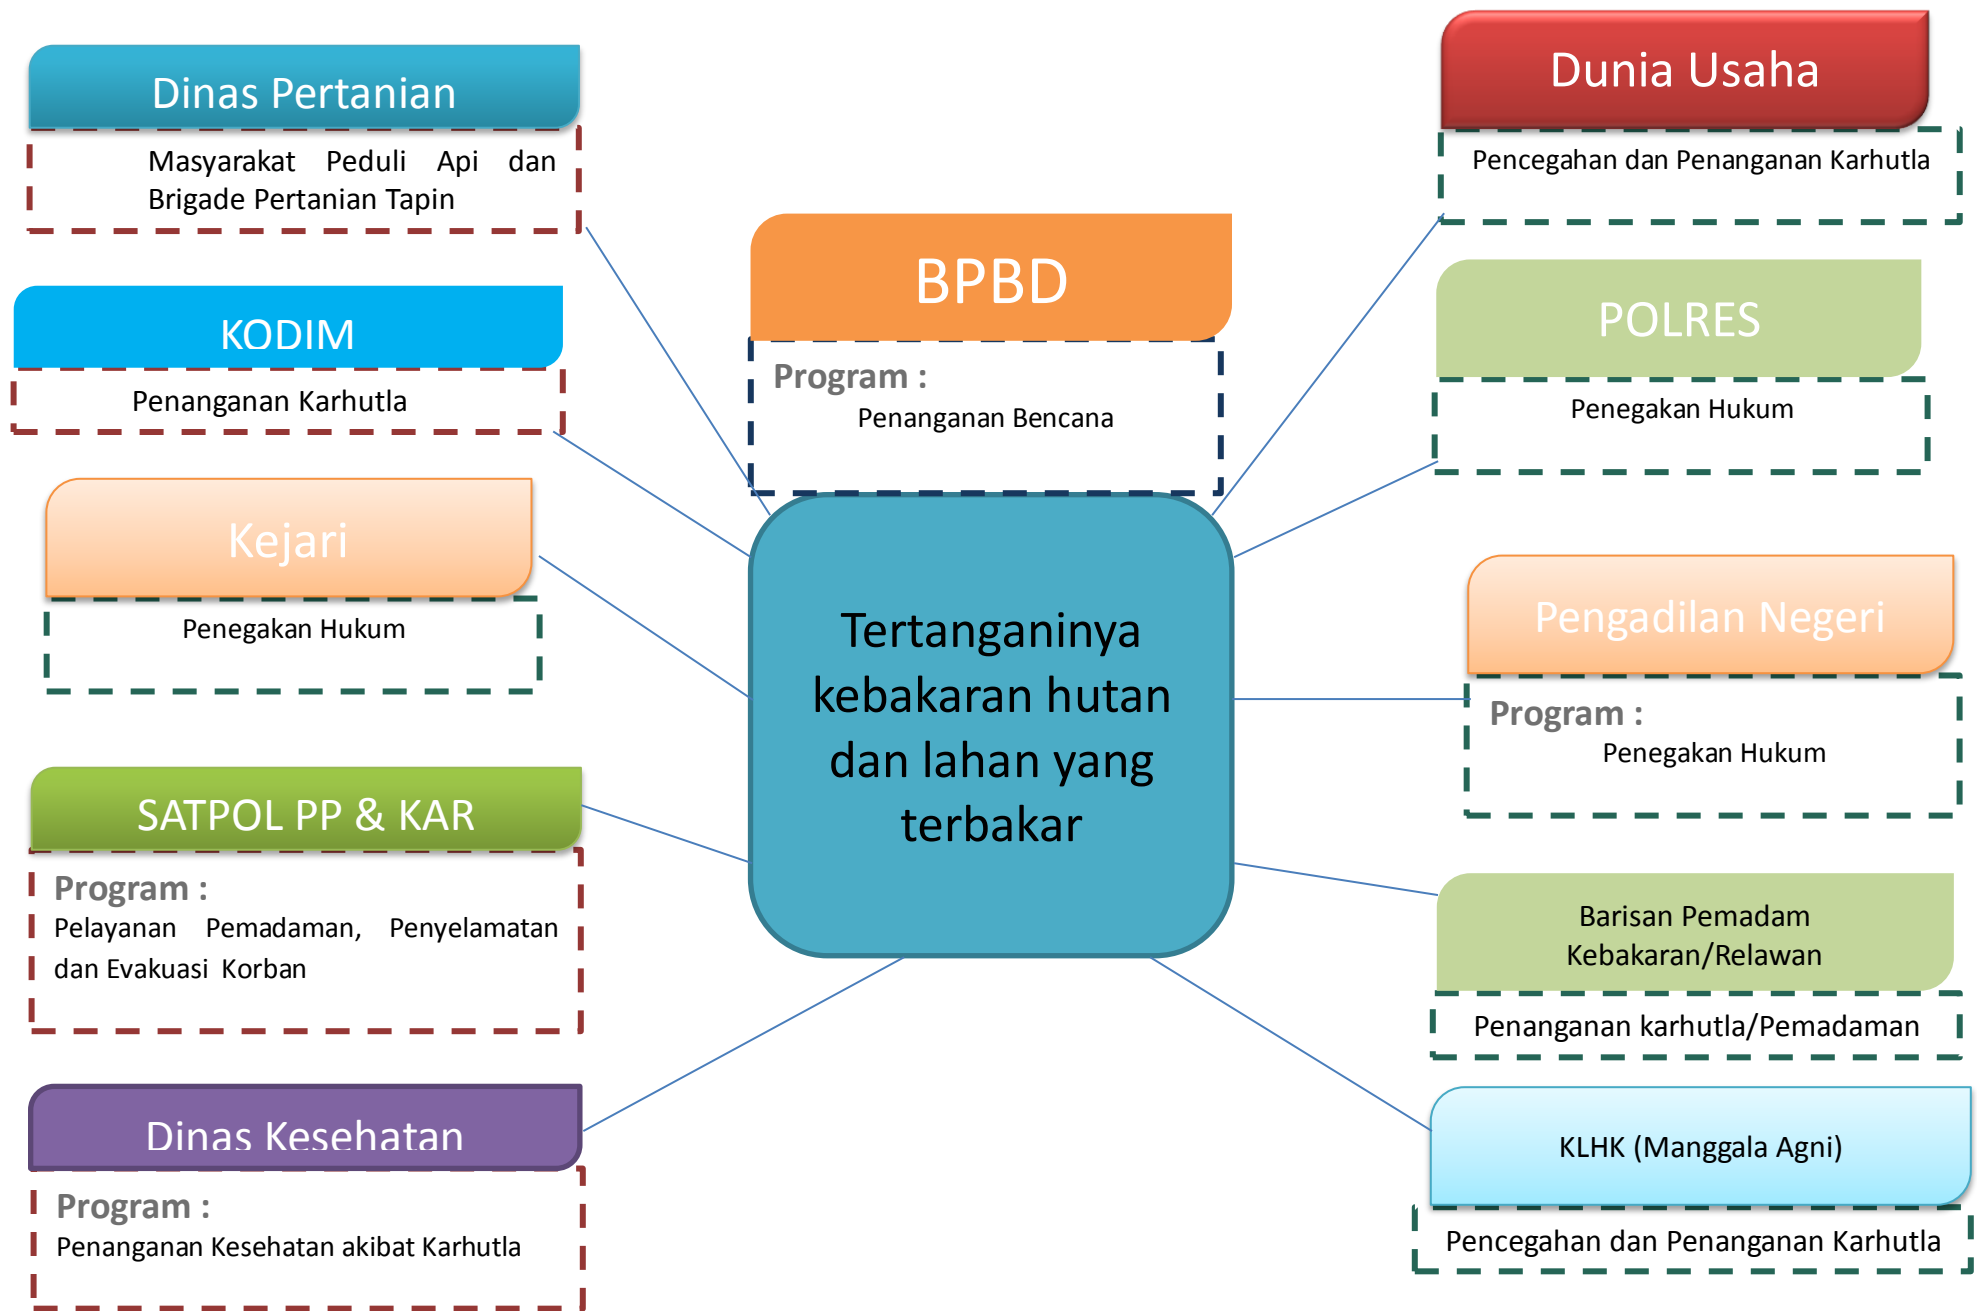 Dinas Pertanian
Masyarakat Peduli Api dan
Brigade Pertanian Tapin
KODIM
Penanganan Karhutla
Kejari
Penegakan Hukum
SATPOL PP & KAR
Program :
Pelayanan Pemadaman, Penyelamatan
dan Evakuasi Korban
Dinas Kesehatan
Program :
Penanganan Kesehatan akibat Karhutla
BPBD
Program :
Penanganan Bencana
Tertanganinya
kebakaran hutan
dan lahan yang
terbakar
Dunia Usaha
Pencegahan dan Penanganan Karhutla
POLRES
Penegakan Hukum
Pengadilan Negeri
Program :
Penegakan Hukum
Barisan Pemadam
Kebakaran/Relawan
Penanganan karhutla/Pemadaman
KLHK (Manggala Agni)
Pencegahan dan Penanganan Karhutla